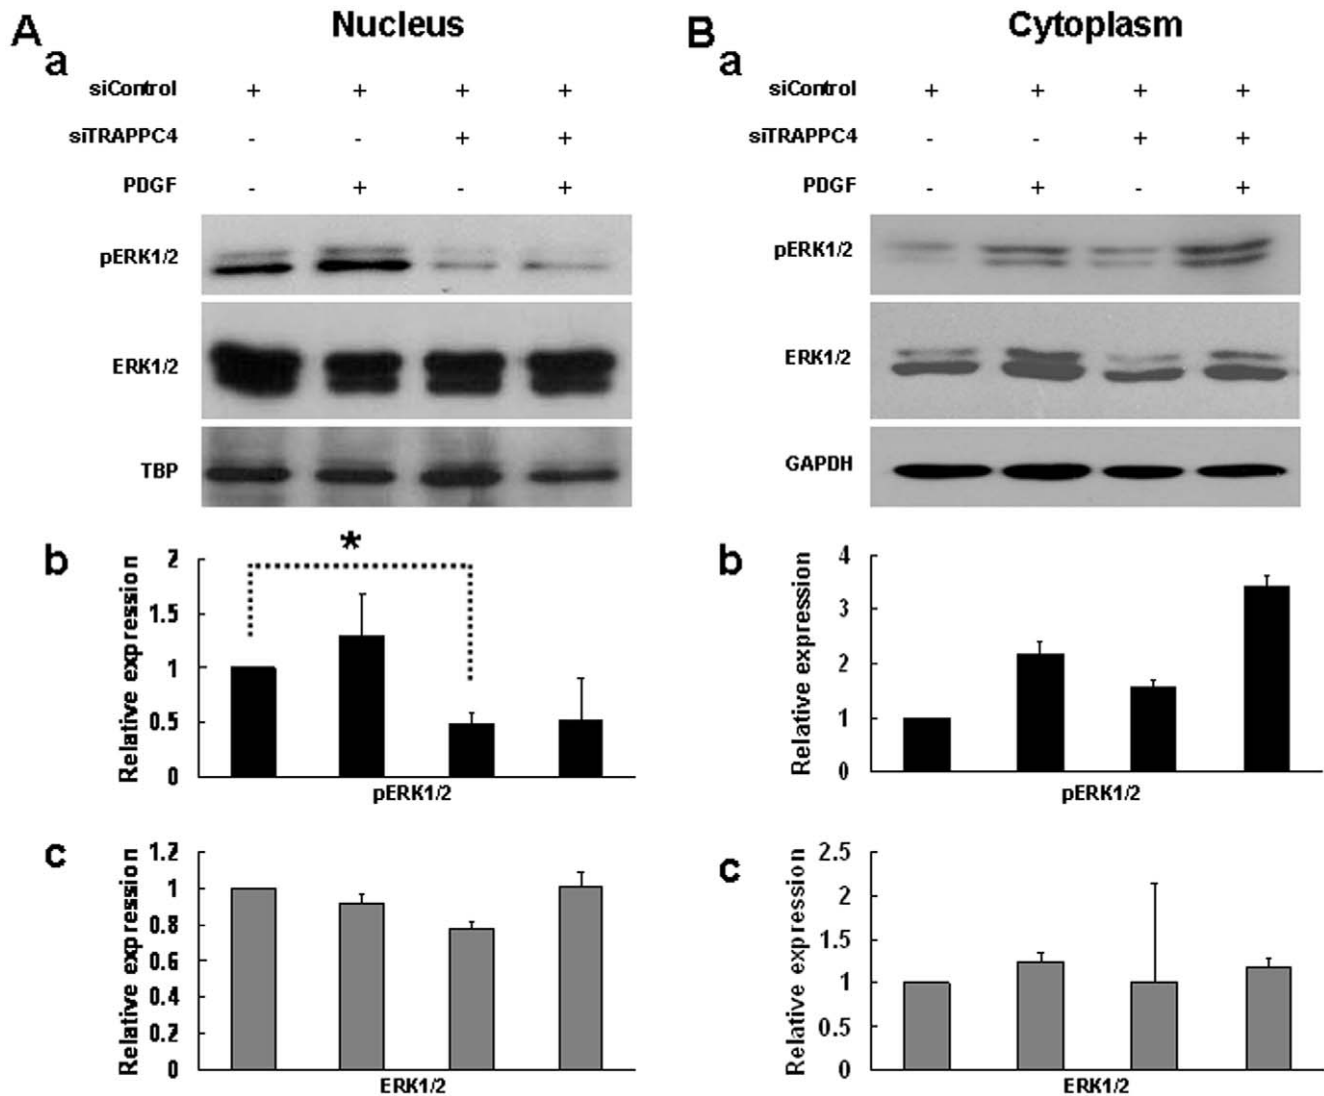 A
Nucleus
a
siControl + + + +
siTRAPPC4 - - + +
PDGF - + - +
pERK1/2
ERK1/2
TBP
b
Relative expression
2
1.5
1
0.5
0
*
pERK1/2
c
Relative expression
1.2
1
0.8
0.6
0.4
0.2
0
ERK1/2
B
Cytoplasm
a
siControl + + + +
siTRAPPC4 - - + +
PDGF - + - +
pERK1/2
ERK1/2
GAPDH
b
Relative expression
4
3
2
1
0
pERK1/2
c
Relative expression
2.5
2
1.5
1
0.5
0
ERK1/2